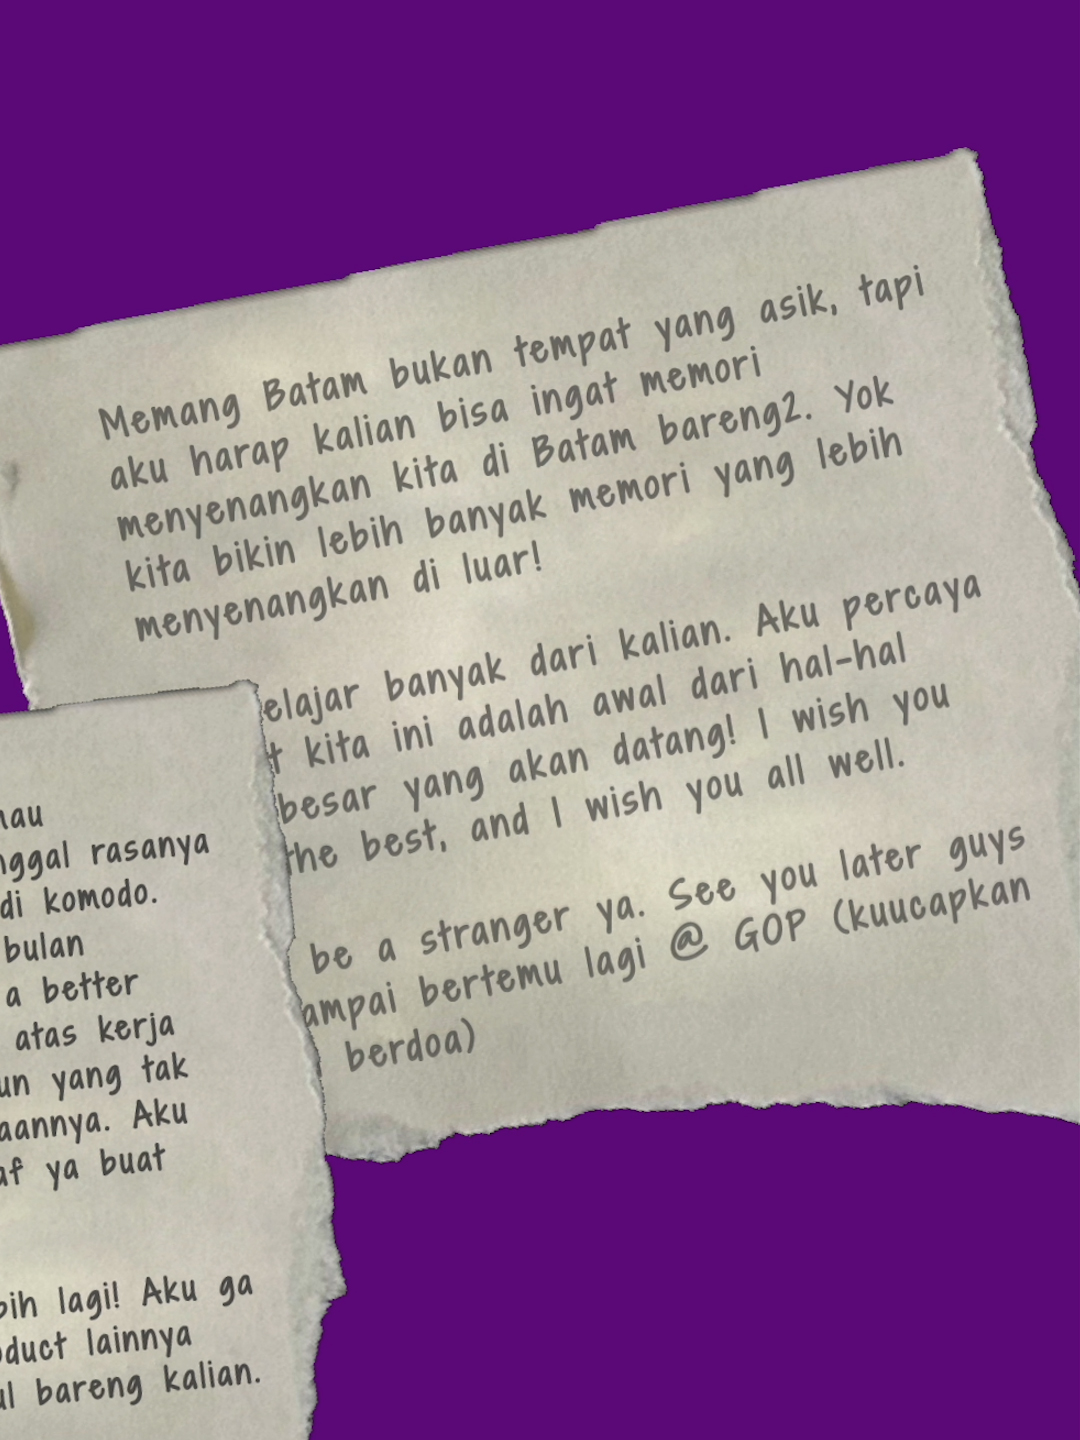 Memang Batam bukan tempat yang asik, tapi
aku harap kalian bisa ingat memori
menyenangkan kita di Batam bareng2. Yok
kita bikin lebih banyak memori yang lebih
menyenangkan di luar!
elajar banyak dari kalian. Aku percaya
t kita ini adalah awal dari hal-hal
besar yang akan datang! I wish you
the best, and I wish you all well.
be a stranger ya. See you later guys
ampai bertemu lagi @ GOP (kuucapkan
berdoa)
nggal rasanya
di komodo.
bulan
a better
atas kerja
un yang tak
aannya. Aku
af ya buat
bih lagi! Aku ga
oduct lainnya
ul bareng kalian.